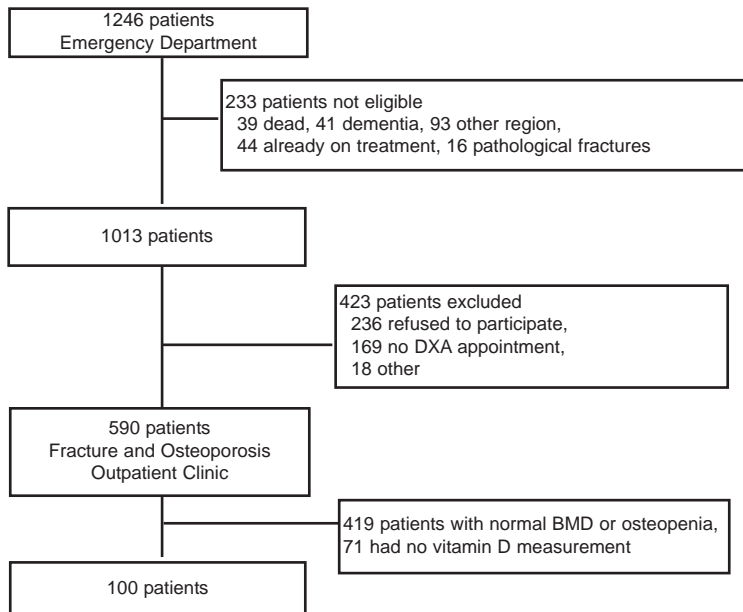 1246 patients
Emergency Department
233 patients not eligible
39 dead, 41 dementia, 93 other region,
44 already on treatment, 16 pathological fractures
1013 patients
423 patients excluded
236 refused to participate,
169 no DXA appointment,
18 other
590 patients
Fracture and Osteoporosis
Outpatient Clinic
419 patients with normal BMD or osteopenia,
71 had no vitamin D measurement
100 patients